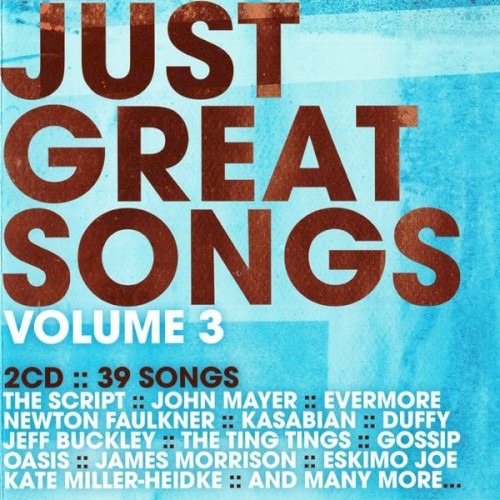 JUST
GREAT
SONGS
VOLUME 3
2CD :: 39 SONGS
THE SCRIPT :: JOHN MAYER :: EVERMORE
NEWTON FAULKNER :: KASABIAN :: DUFFY
JEFF BUCKLEY :: THE TING TINGS :: GOSSIP
OASIS :: JAMES MORRISON :: ESKIMO JOE
KATE MILLER-HEIDKE :: AND MANY MORE...